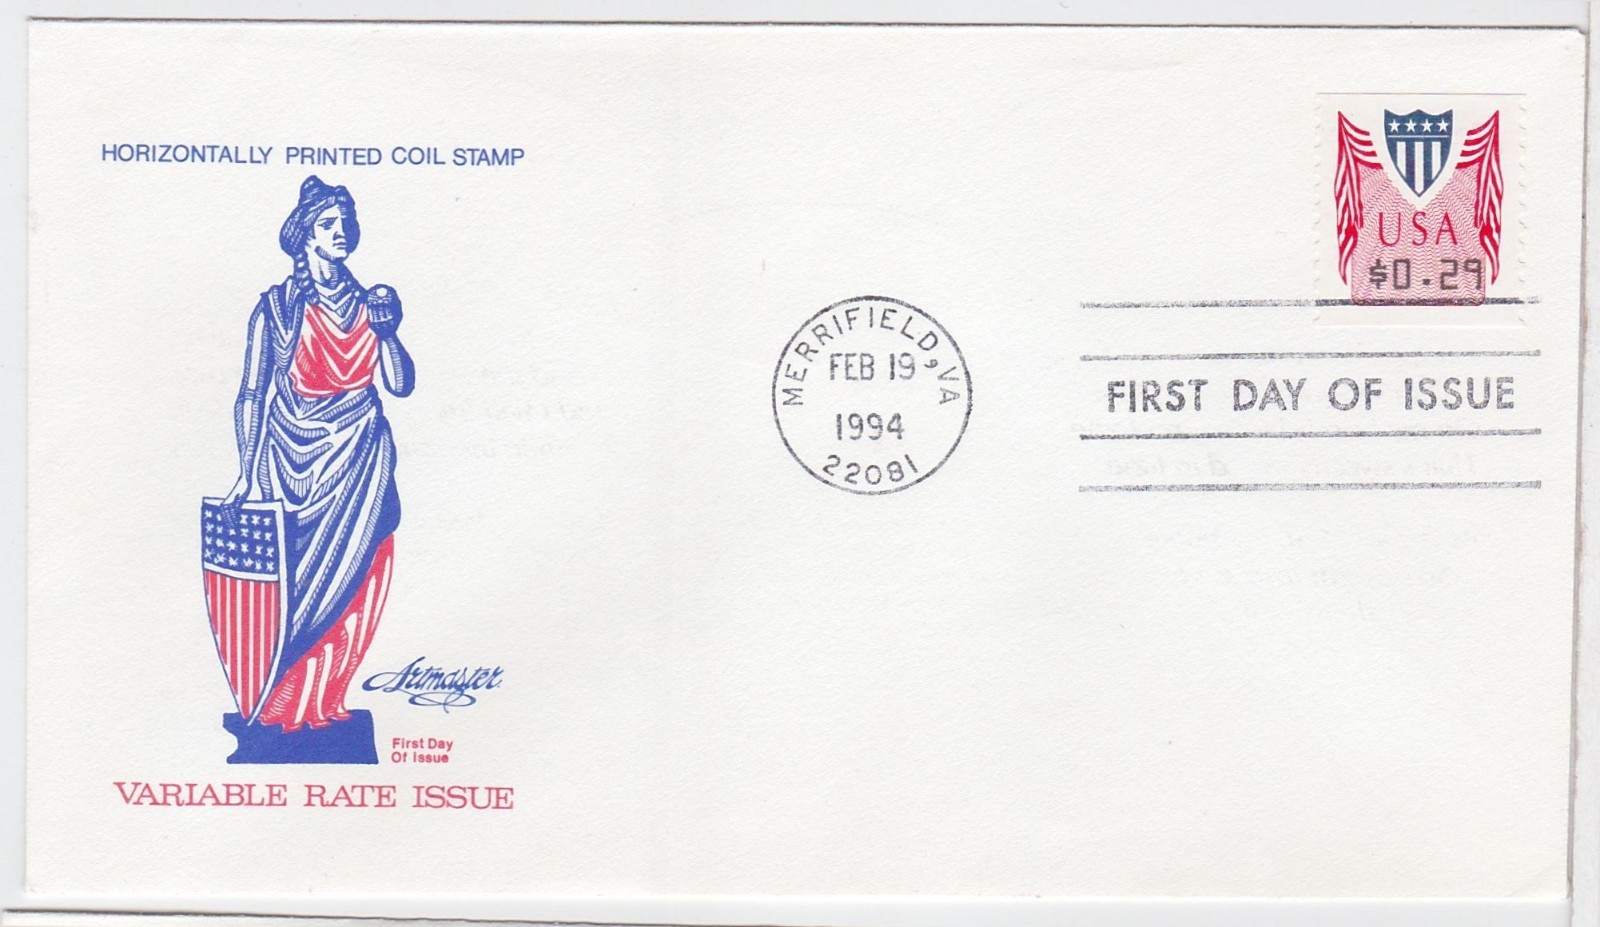 HORIZONTALLY PRINTED COIL STAMP
USA
$0.29
MERRIFIELD, VA
FEB 19
1994
22081
FIRST DAY OF ISSUE
Artmaster
First Day
Of Issue
VARIABLE RATE ISSUE